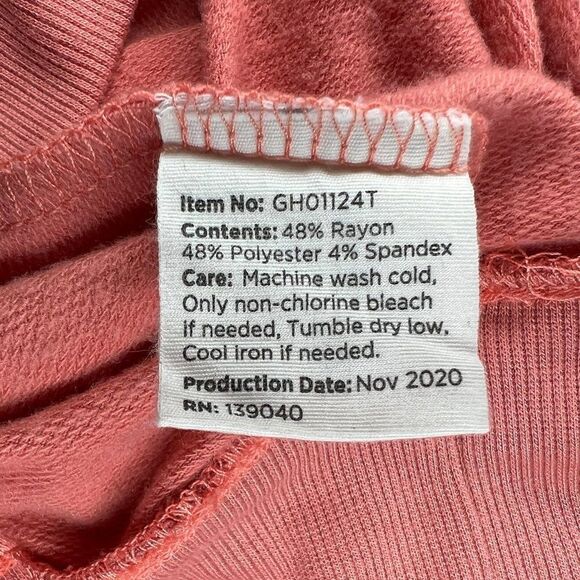 Item No: GH01124T
Contents: 48% Rayon
48% Polyester 4% Spandex
Care: Machine wash cold,
Only non-chlorine bleach
if needed, Tumble dry low.
Cool iron if needed.
Production Date: Nov 2020
RN: 139040